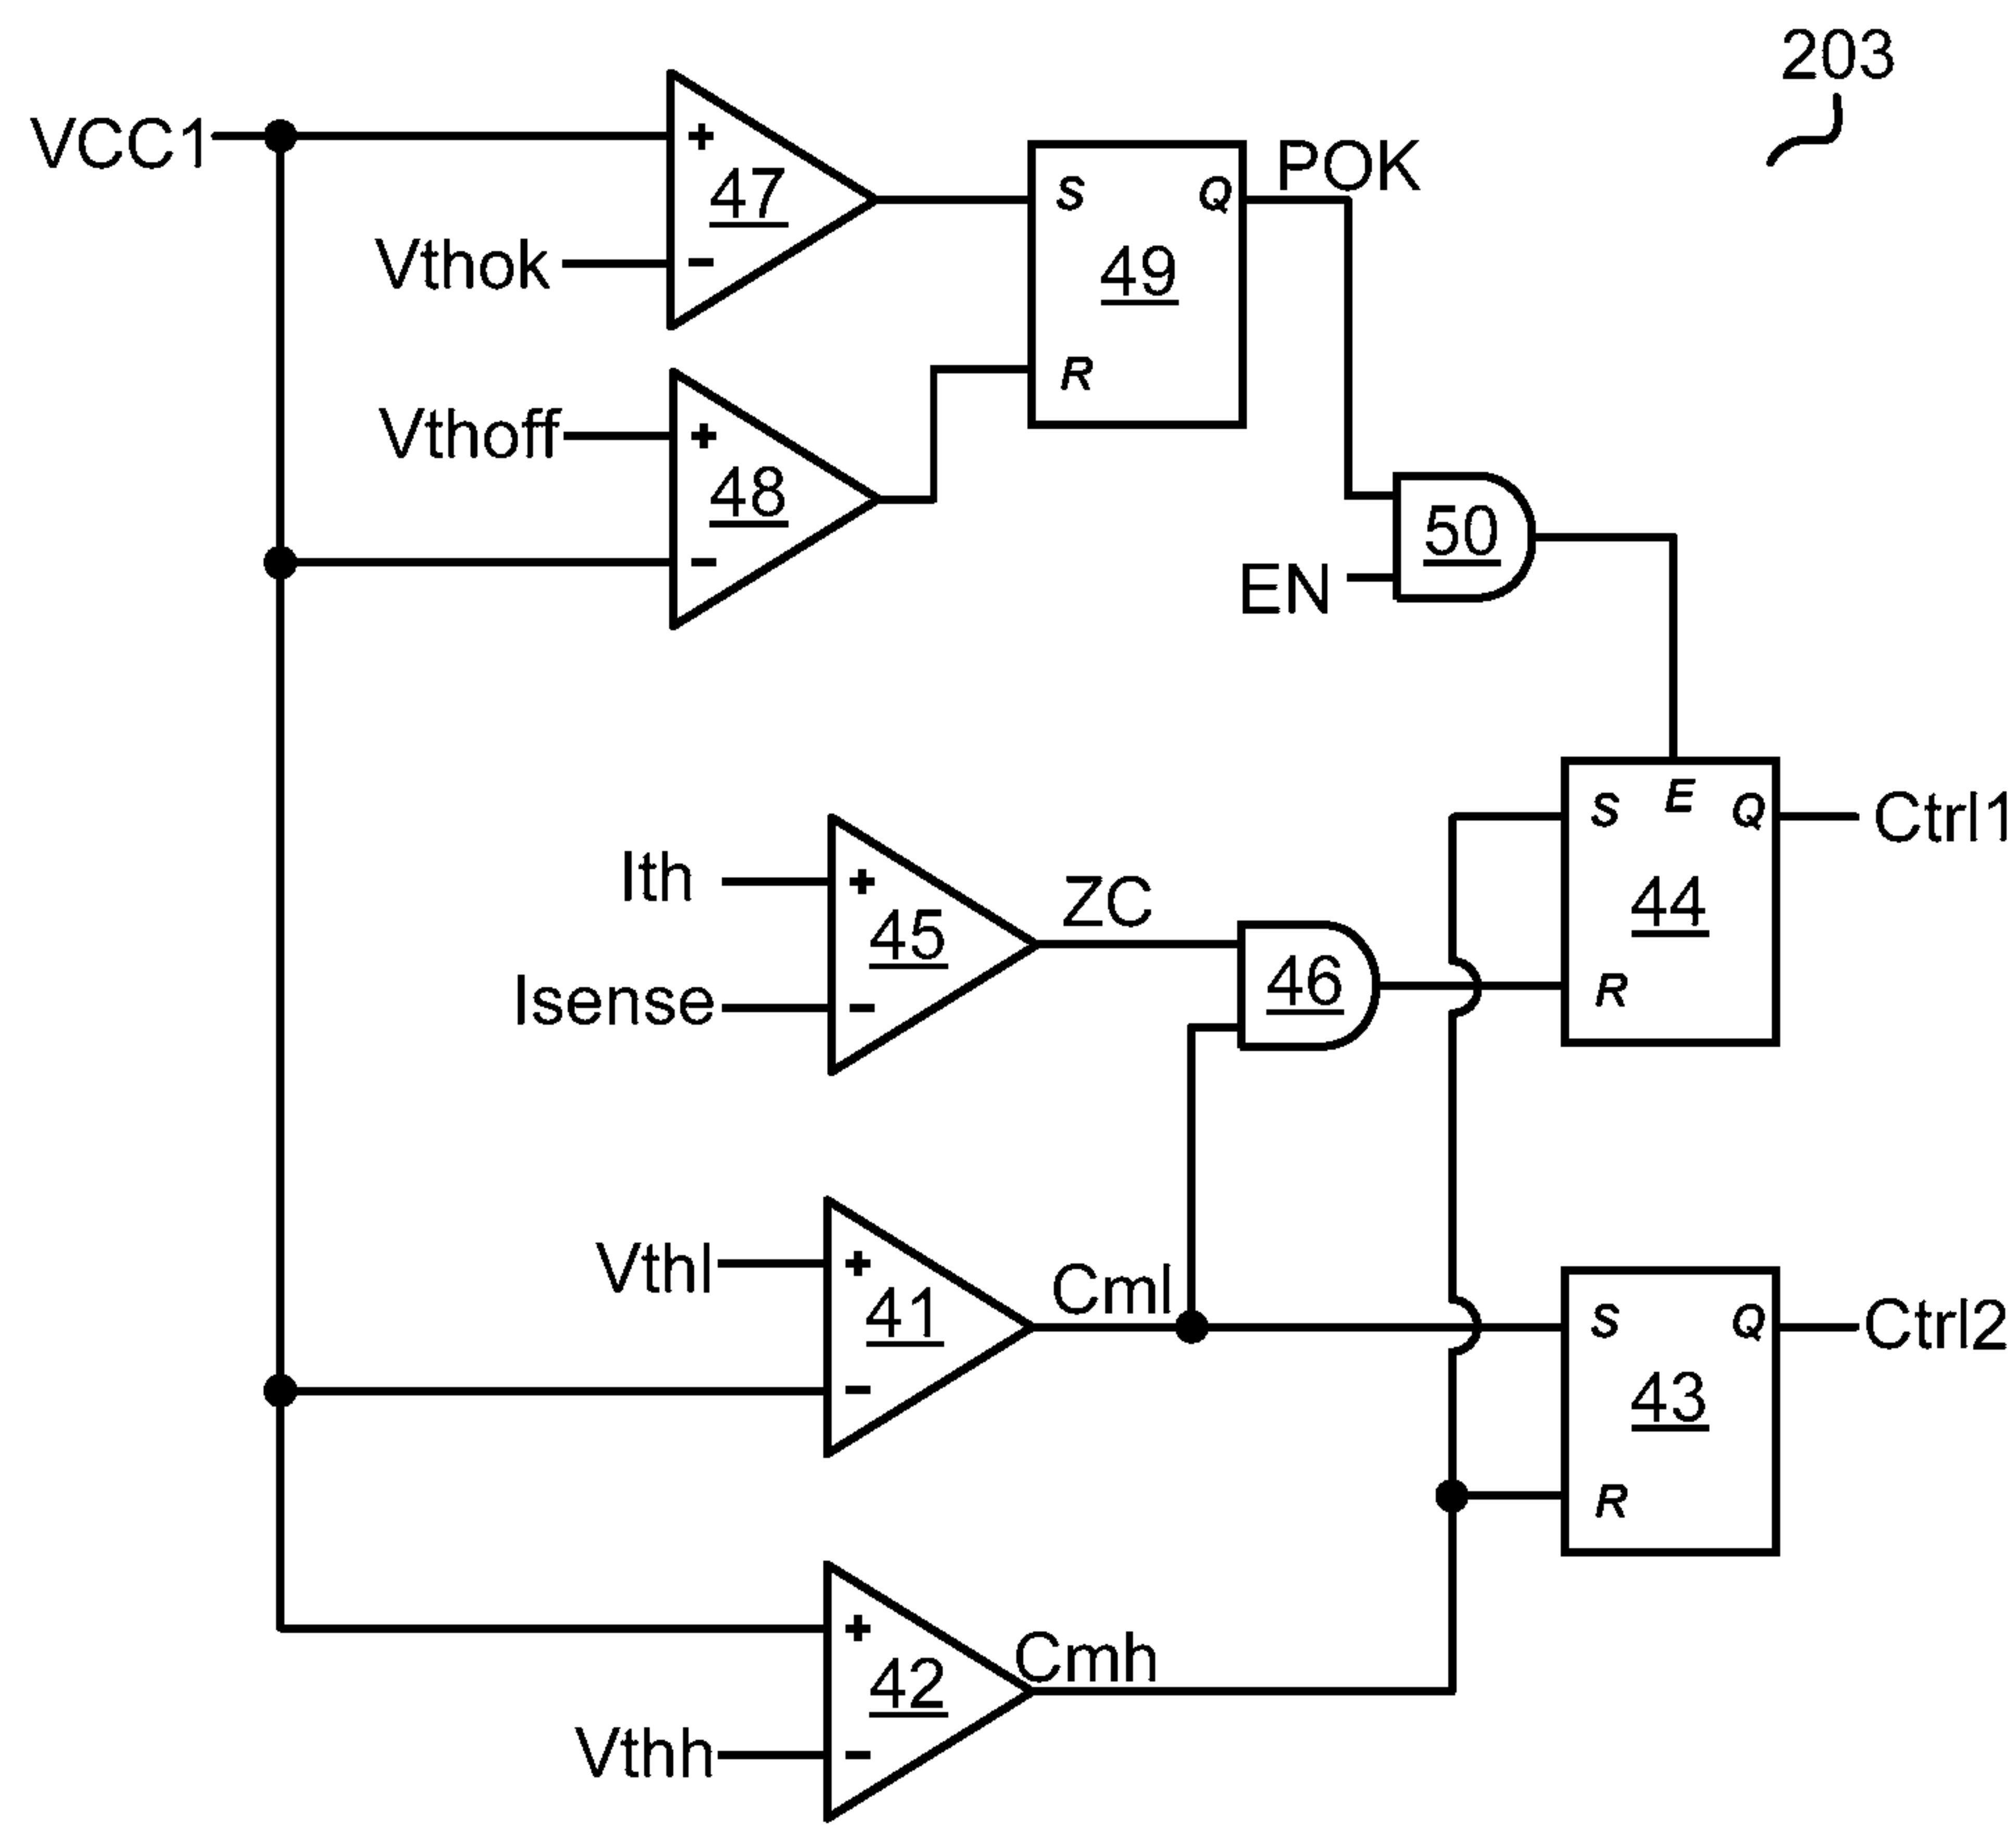 203
VCC1
+
47
Vthok
−
S
Q
POK
49
R
Vthoff
+
48
−
50
EN
S
E
Q
Ctrl1
44
R
Ith
+
45
ZC
Isense
−
46
Vthl
+
41
Cml
−
S
Q
Ctrl2
43
R
+
42
Cmh
Vthh
−